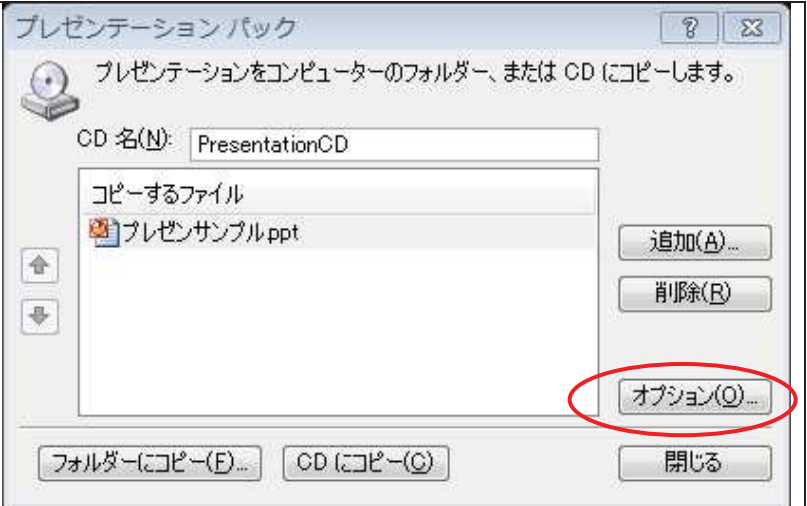 プレゼンテーション パック
プレゼンテーションをコンピューターのフォルダー、または CD にコピーします。
CD 名(N): PresentationCD
コピーするファイル
プレゼンサンプル.ppt
追加(A)...
削除(R)
オプション(O)...
フォルダーにコピー(F)... CD にコピー(C) 閉じる